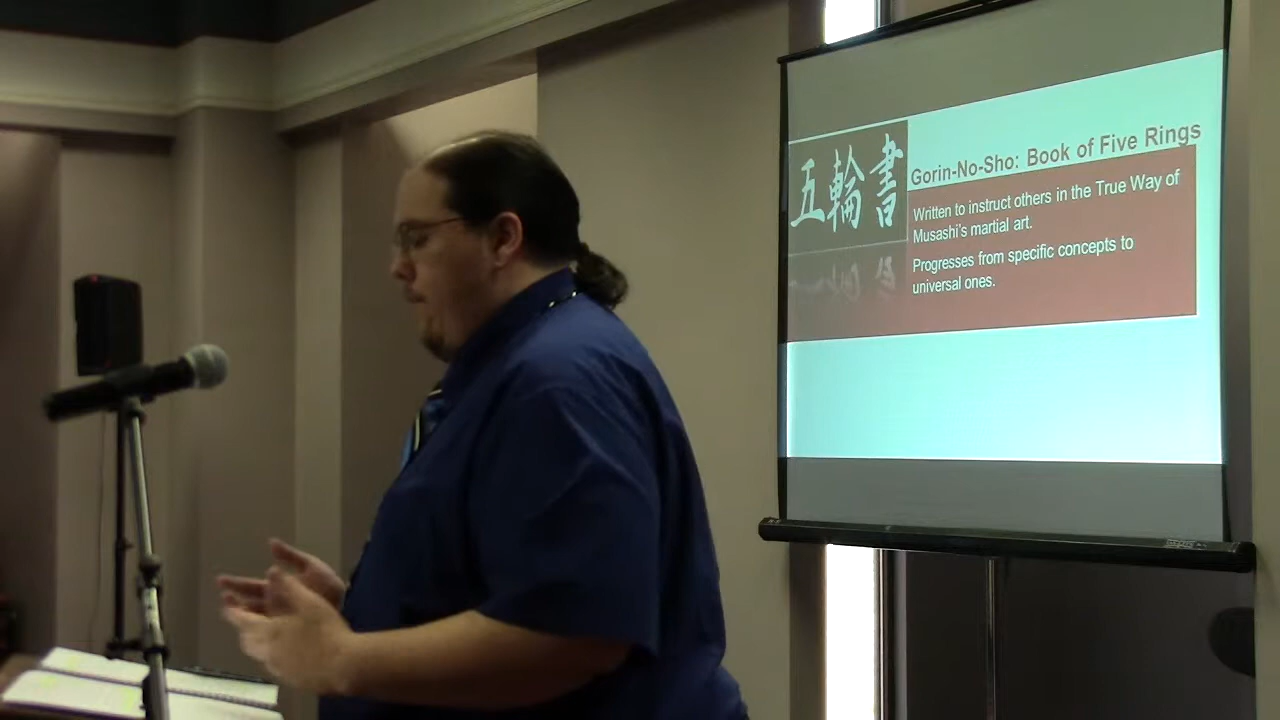 五輪書
Gorin-No-Sho: Book of Five Rings
Written to instruct others in the True Way of
Musashi's martial art.
Progresses from specific concepts to
universal ones.